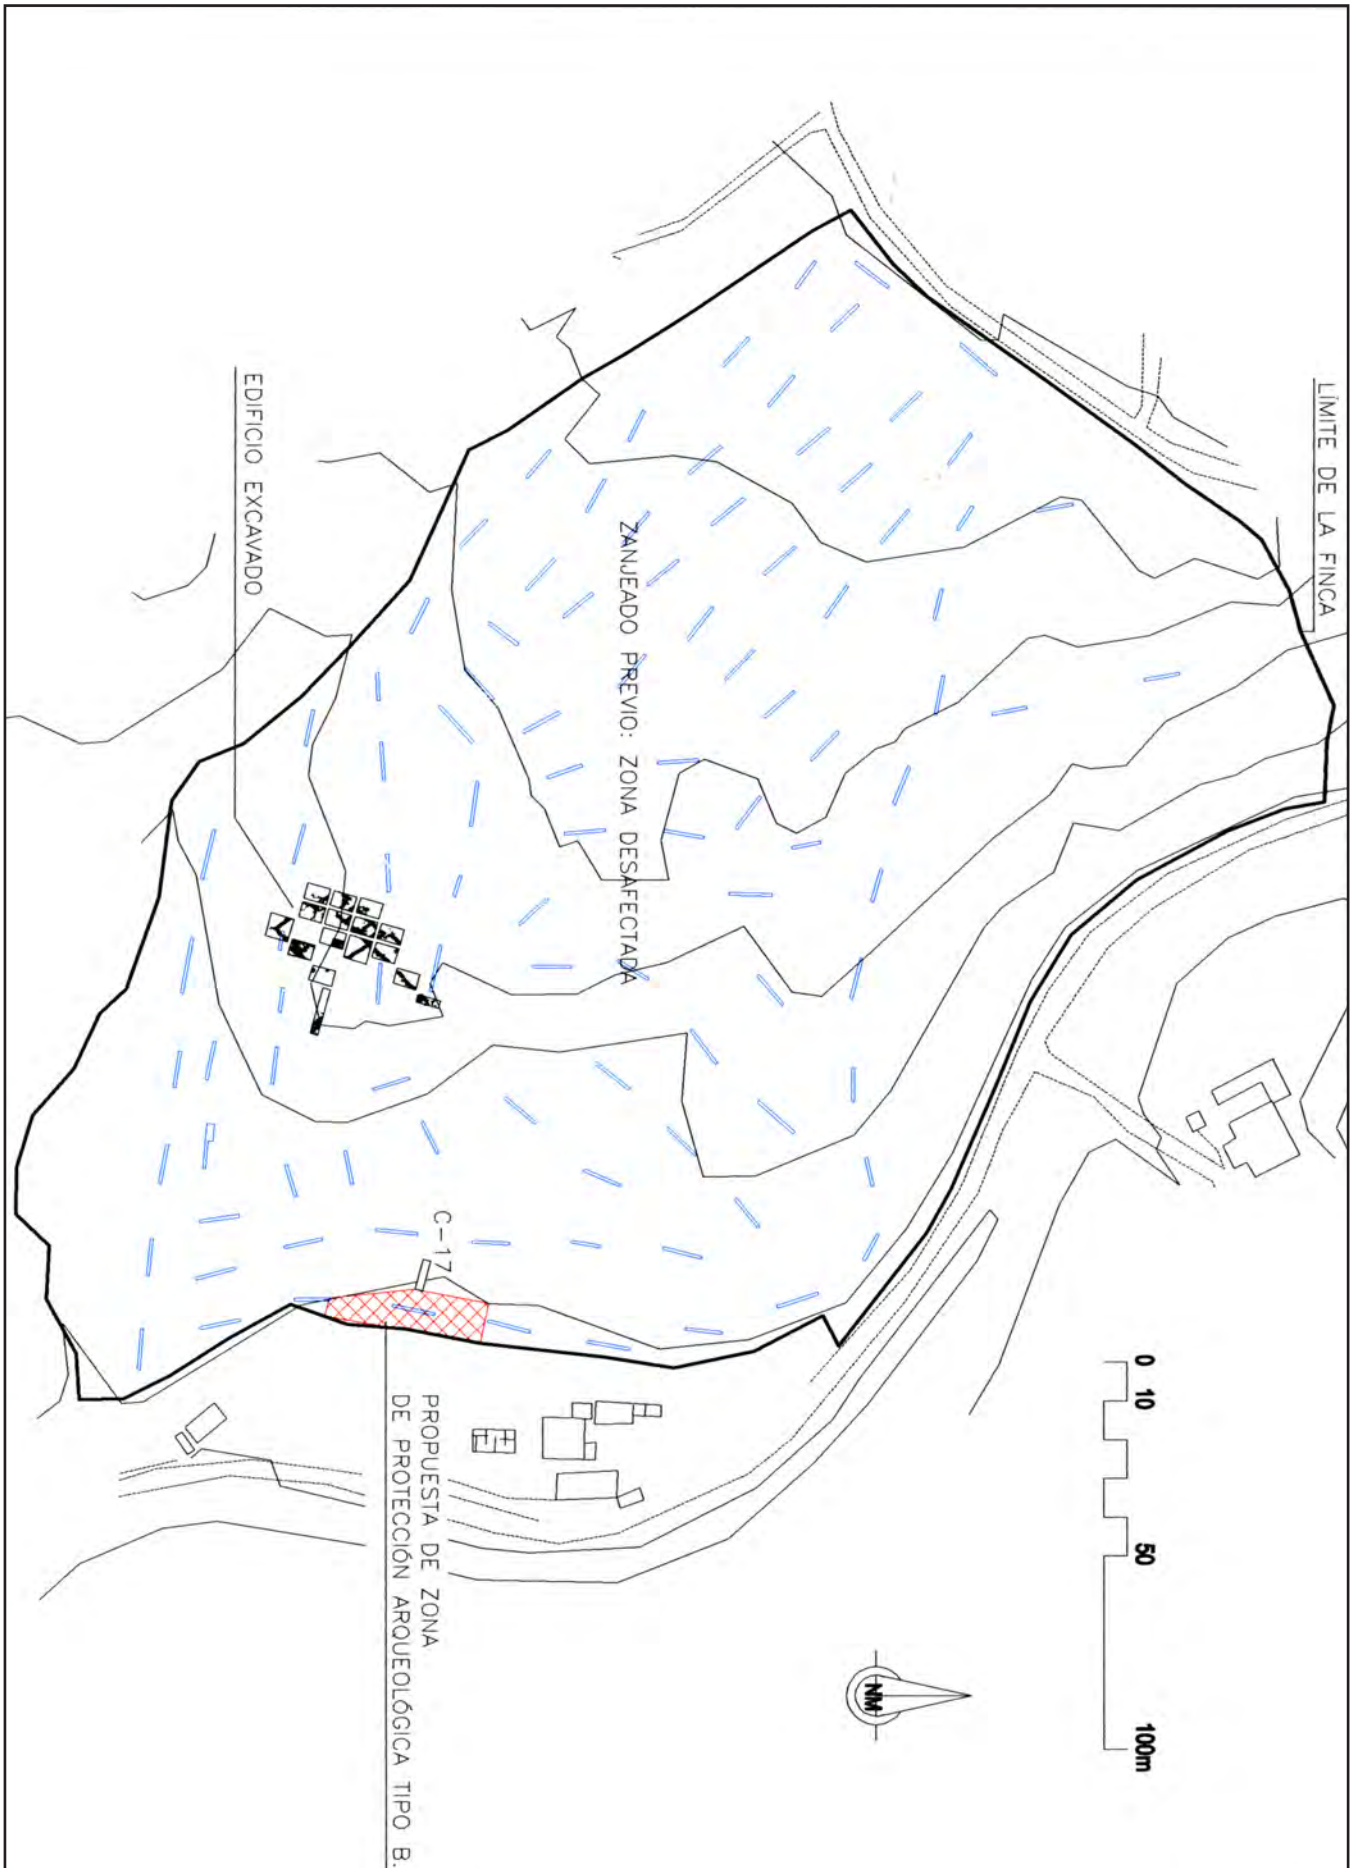 LÍMITE DE LA FINCA
ZANJEADO PREVIO: ZONA DESAFECTADA
EDIFICIO EXCAVADO
C-17
PROPUESTA DE ZONA
DE PROTECCIÓN ARQUEOLÓGICA TIPO B.
0 10 50 100m
NM